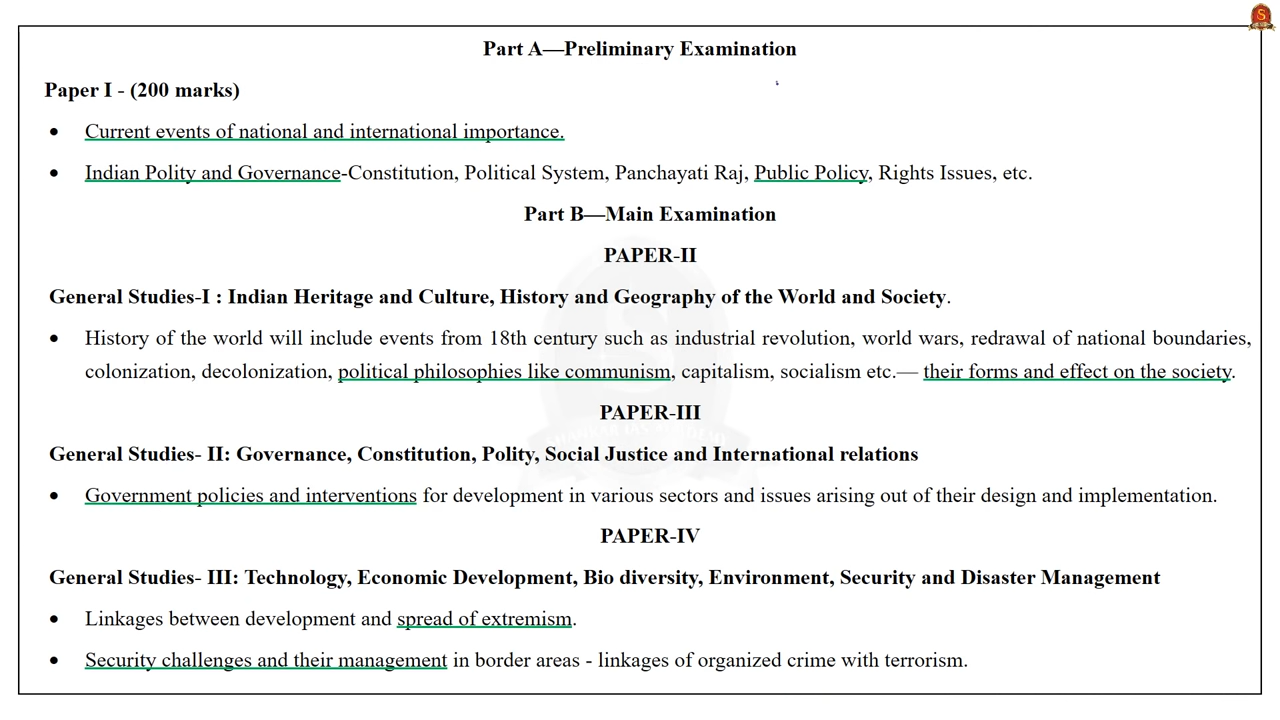 Part A—Preliminary Examination
Paper I - (200 marks)
• Current events of national and international importance.
• Indian Polity and Governance-Constitution, Political System, Panchayati Raj, Public Policy, Rights Issues, etc.
Part B—Main Examination
PAPER-II
General Studies-I : Indian Heritage and Culture, History and Geography of the World and Society.
• History of the world will include events from 18th century such as industrial revolution, world wars, redrawal of national boundaries,
colonization, decolonization, political philosophies like communism, capitalism, socialism etc.— their forms and effect on the society.
PAPER-III
General Studies- II: Governance, Constitution, Polity, Social Justice and International relations
• Government policies and interventions for development in various sectors and issues arising out of their design and implementation.
PAPER-IV
General Studies- III: Technology, Economic Development, Bio diversity, Environment, Security and Disaster Management
• Linkages between development and spread of extremism.
• Security challenges and their management in border areas - linkages of organized crime with terrorism.